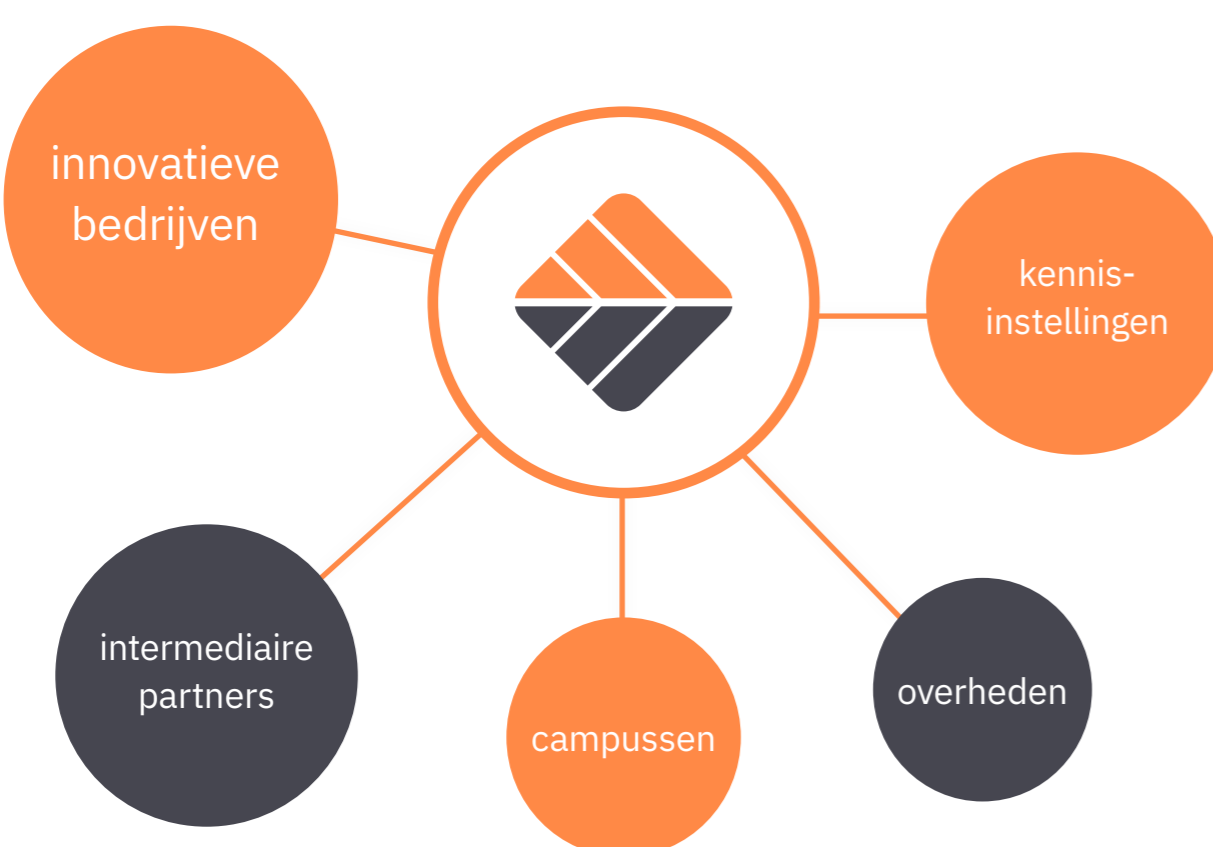 innovatieve
bedrijven
kennis-
instellingen
intermediaire
partners
campussen
overheden